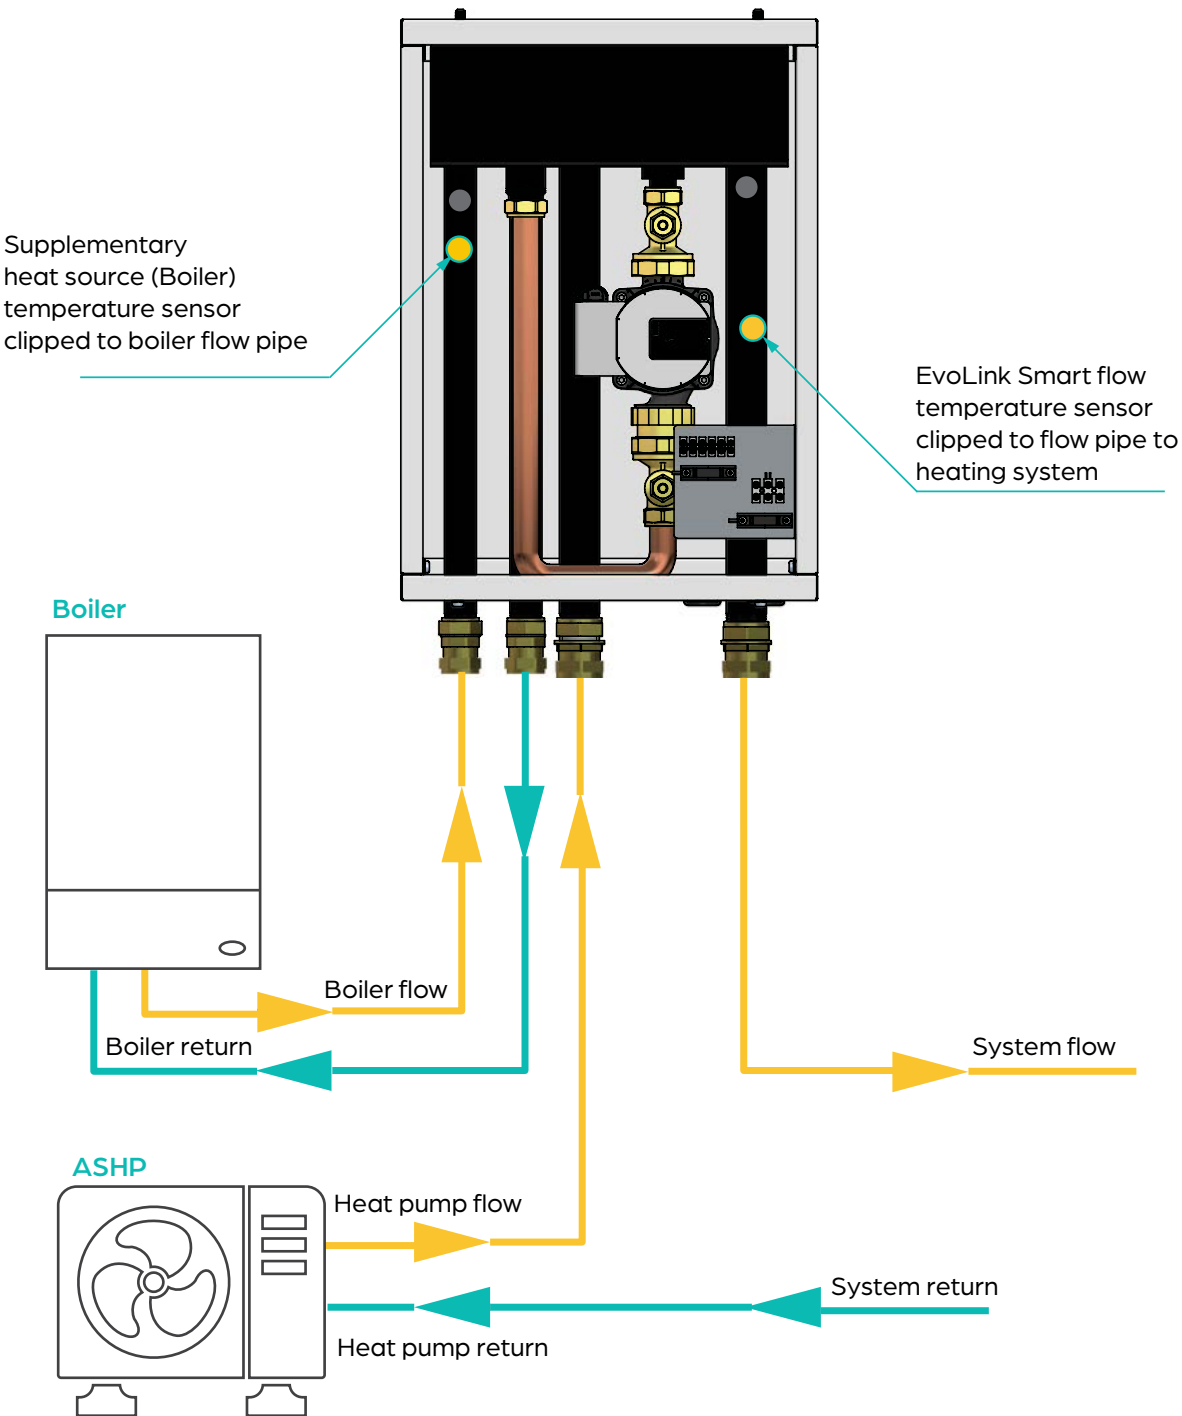 Supplementary
heat source (Boiler)
temperature sensor
clipped to boiler flow pipe
EvoLink Smart flow
temperature sensor
clipped to flow pipe to
heating system
Boiler
Boiler flow
Boiler return
System flow
ASHP
Heat pump flow
System return
Heat pump return